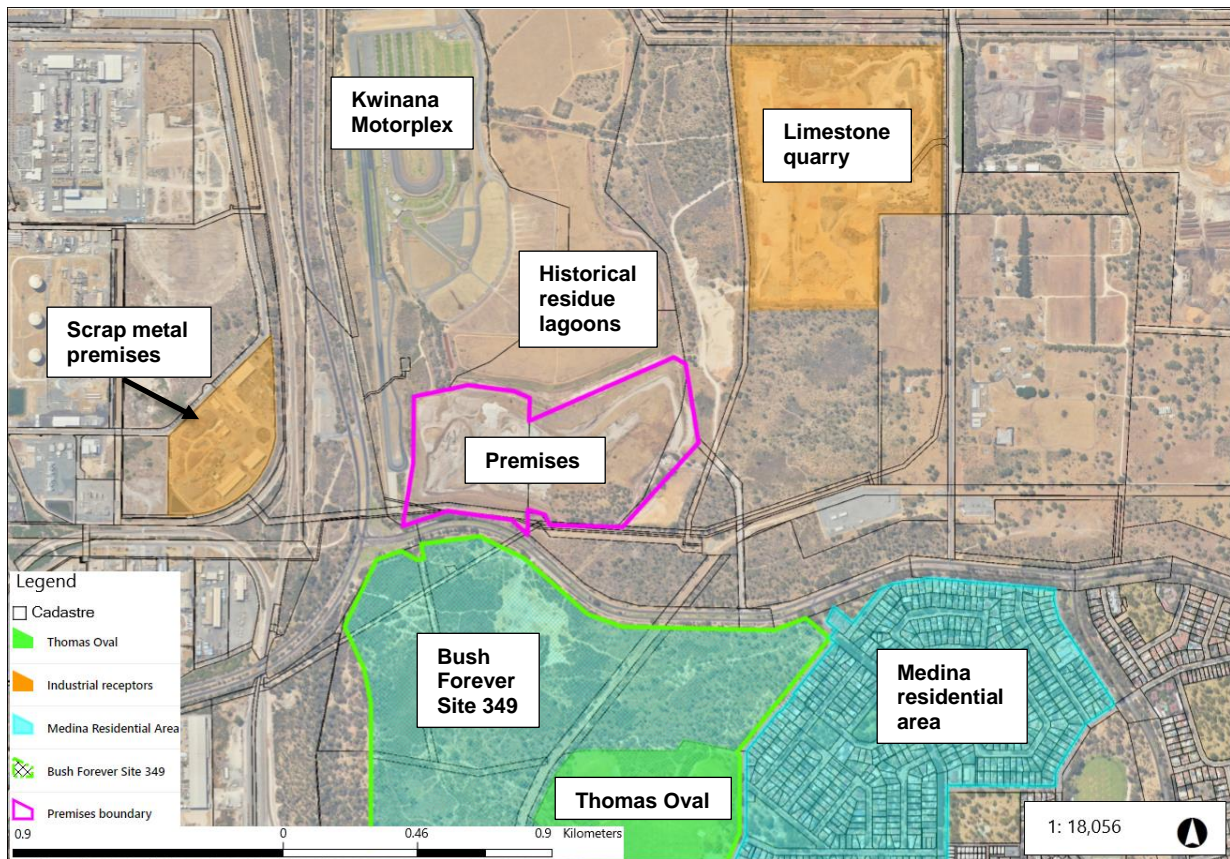 Kwinana
Motorplex
Limestone
quarry
Historical
residue
lagoons
Scrap metal
premises
Premises
Bush
Forever
Site 349
Medina
residential
area
Thomas Oval
Legend
Cadastre
Thomas Oval
Industrial receptors
Medina Residential Area
Bush Forever Site 349
Premises boundary
0.9 0 0.46 0.9 Kilometers
1: 18,056